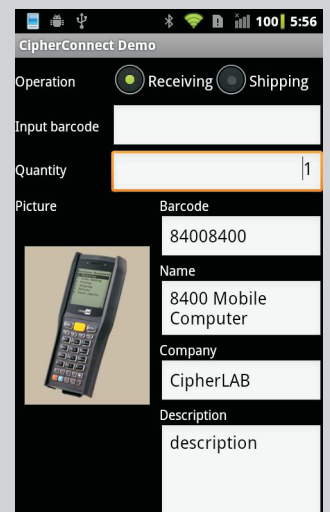 100 5:56
CipherConnect Demo
Operation Receiving Shipping
Input barcode
Quantity 1
Picture Barcode
84008400
Name
8400 Mobile
Computer
Company
CipherLAB
Description
description